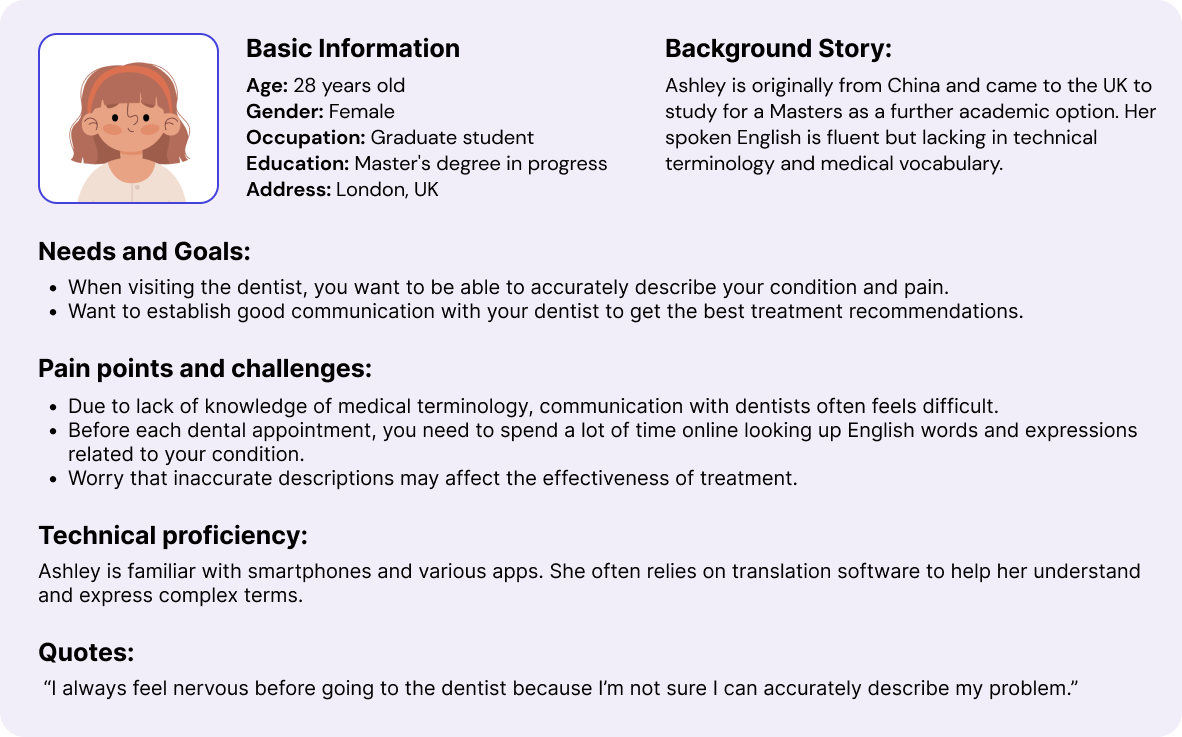 Basic Information
Age: 28 years old
Gender: Female
Occupation: Graduate student
Education: Master's degree in progress
Address: London, UK
Background Story:
Ashley is originally from China and came to the UK to
study for a Masters as a further academic option. Her
spoken English is fluent but lacking in technical
terminology and medical vocabulary.
Needs and Goals:
• When visiting the dentist, you want to be able to accurately describe your condition and pain.
• Want to establish good communication with your dentist to get the best treatment recommendations.
Pain points and challenges:
• Due to lack of knowledge of medical terminology, communication with dentists often feels difficult.
• Before each dental appointment, you need to spend a lot of time online looking up English words and expressions
related to your condition.
• Worry that inaccurate descriptions may affect the effectiveness of treatment.
Technical proficiency:
Ashley is familiar with smartphones and various apps. She often relies on translation software to help her understand
and express complex terms.
Quotes:
“I always feel nervous before going to the dentist because I’m not sure I can accurately describe my problem.”